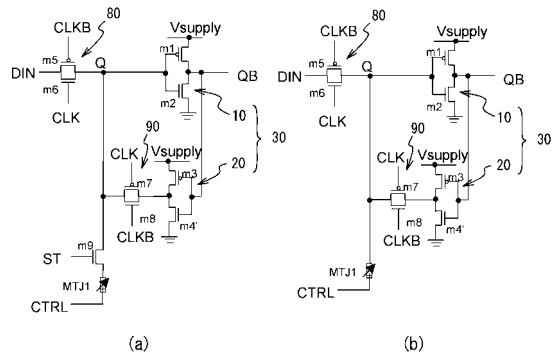 CLKB
80
Vsupply
m5
m1
DIN
Q
QB
m6
m2
10
CLK
90
30
CLK
Vsupply
20
m7
m3
m8
m4'
CLKB
m9
ST
MTJ1
CTRL
(a)
CLKB
80
Vsupply
m5
m1
DIN
Q
QB
m6
m2
10
CLK
90
30
CLK
Vsupply
20
m7
m3
m8
m4'
CLKB
MTJ1
CTRL
(b)